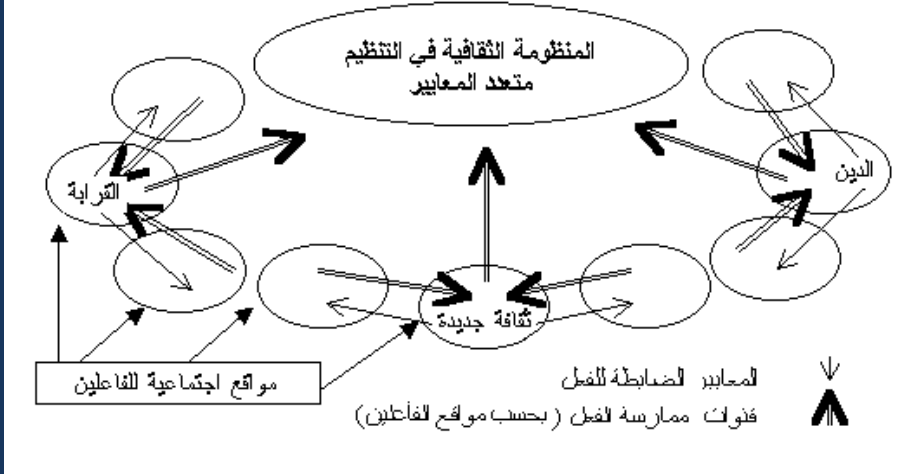 المنظومة الثقافية في التنظيم
متعدد المعايير
القرابة
الدين
ثقافة جديدة
مواقع اجتماعية للفاعلين
المعايير الضابطة للفعل
قنوات ممارسة الفعل (بحسب مواقع الفاعلين)